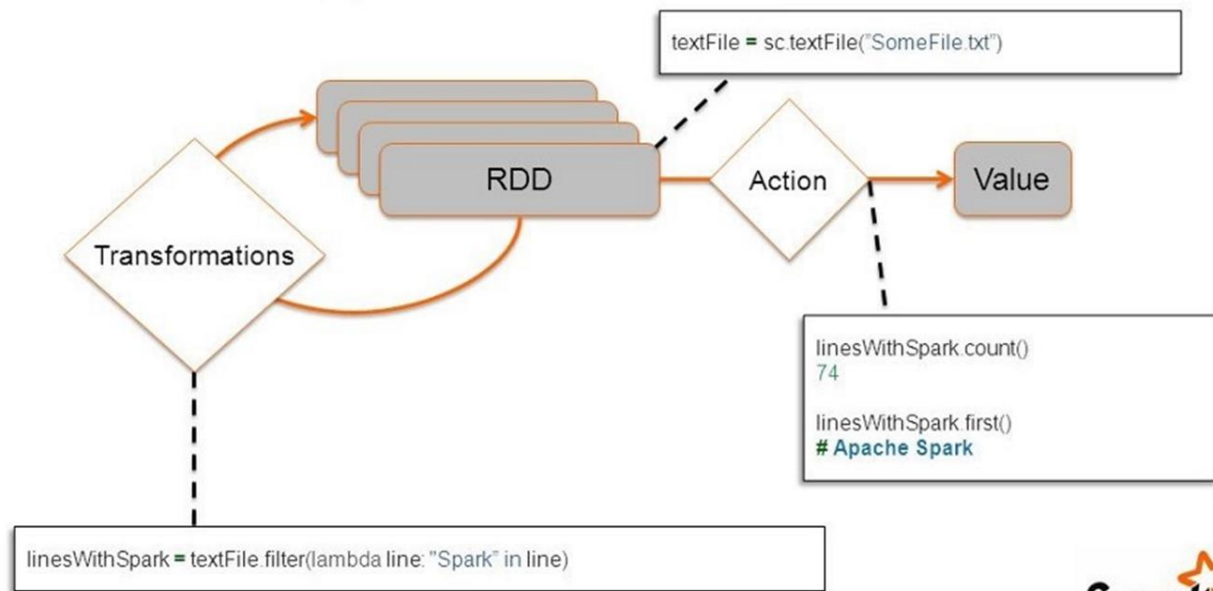 textFile = sc.textFile("SomeFile.txt")
RDD
Action
Value
Transformations
linesWithSpark.count()
74
linesWithSpark.first()
# Apache Spark
linesWithSpark = textFile.filter(lambda line: "Spark" in line)